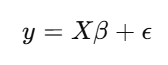 y = Xβ + ϵ